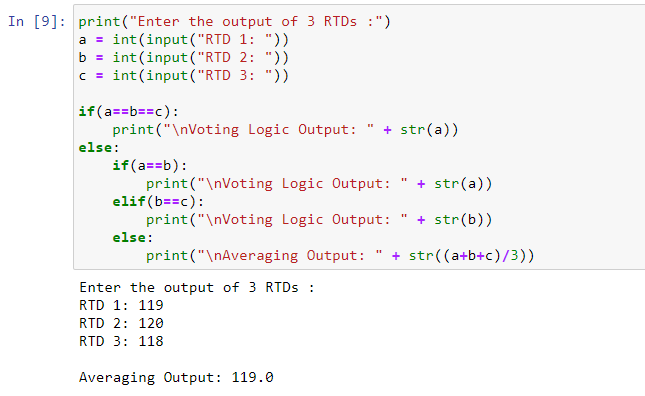 In [9]: print("Enter the output of 3 RTDs :")
a = int(input("RTD 1: "))
b = int(input("RTD 2: "))
c = int(input("RTD 3: "))
if(a==b==c):
    print("\nVoting Logic Output: " + str(a))
else:
    if(a==b):
        print("\nVoting Logic Output: " + str(a))
    elif(b==c):
        print("\nVoting Logic Output: " + str(b))
    else:
        print("\nAveraging Output: " + str((a+b+c)/3))
Enter the output of 3 RTDs :
RTD 1: 119
RTD 2: 120
RTD 3: 118
Averaging Output: 119.0